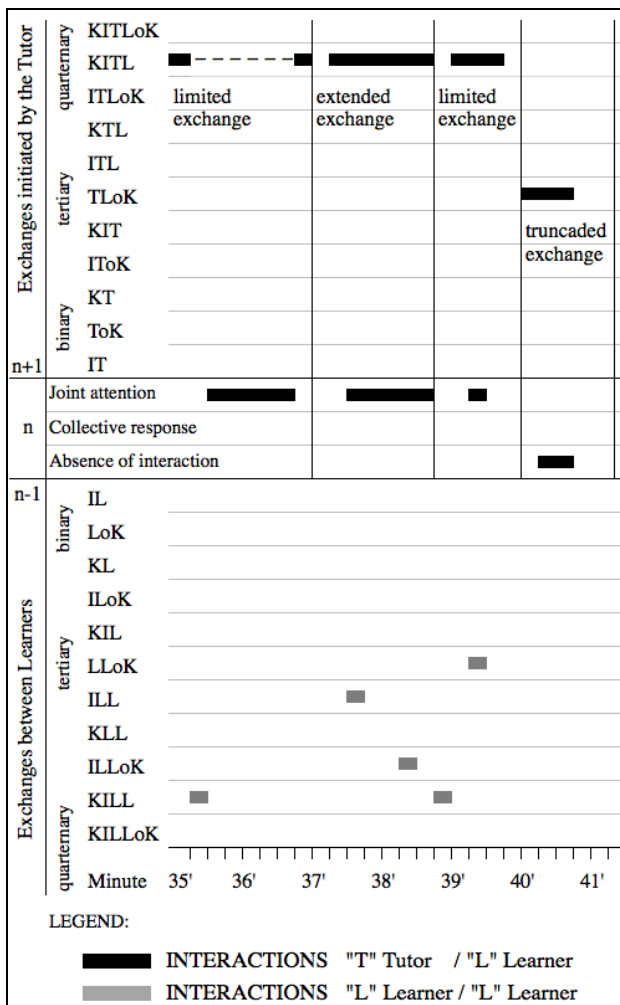 Exchanges initiated by the Tutor
n+1
quarternary
tertiary
binary
KITLoK
KITL
ITLoK
KTL
ITL
TLoK
KIT
IToK
KT
ToK
IT
limited
exchange
extended
exchange
limited
exchange
truncaded
exchange
n
Joint attention
Collective response
Absence of interaction
n-1
Exchanges between Learners
binary
tertiary
quarternary
IL
LoK
KL
ILoK
KIL
LLoK
ILL
KLL
ILLoK
KILL
KILLoK
Minute 35' 36' 37' 38' 39' 40' 41'
LEGEND:
INTERACTIONS "T" Tutor / "L" Learner
INTERACTIONS "L" Learner / "L" Learner